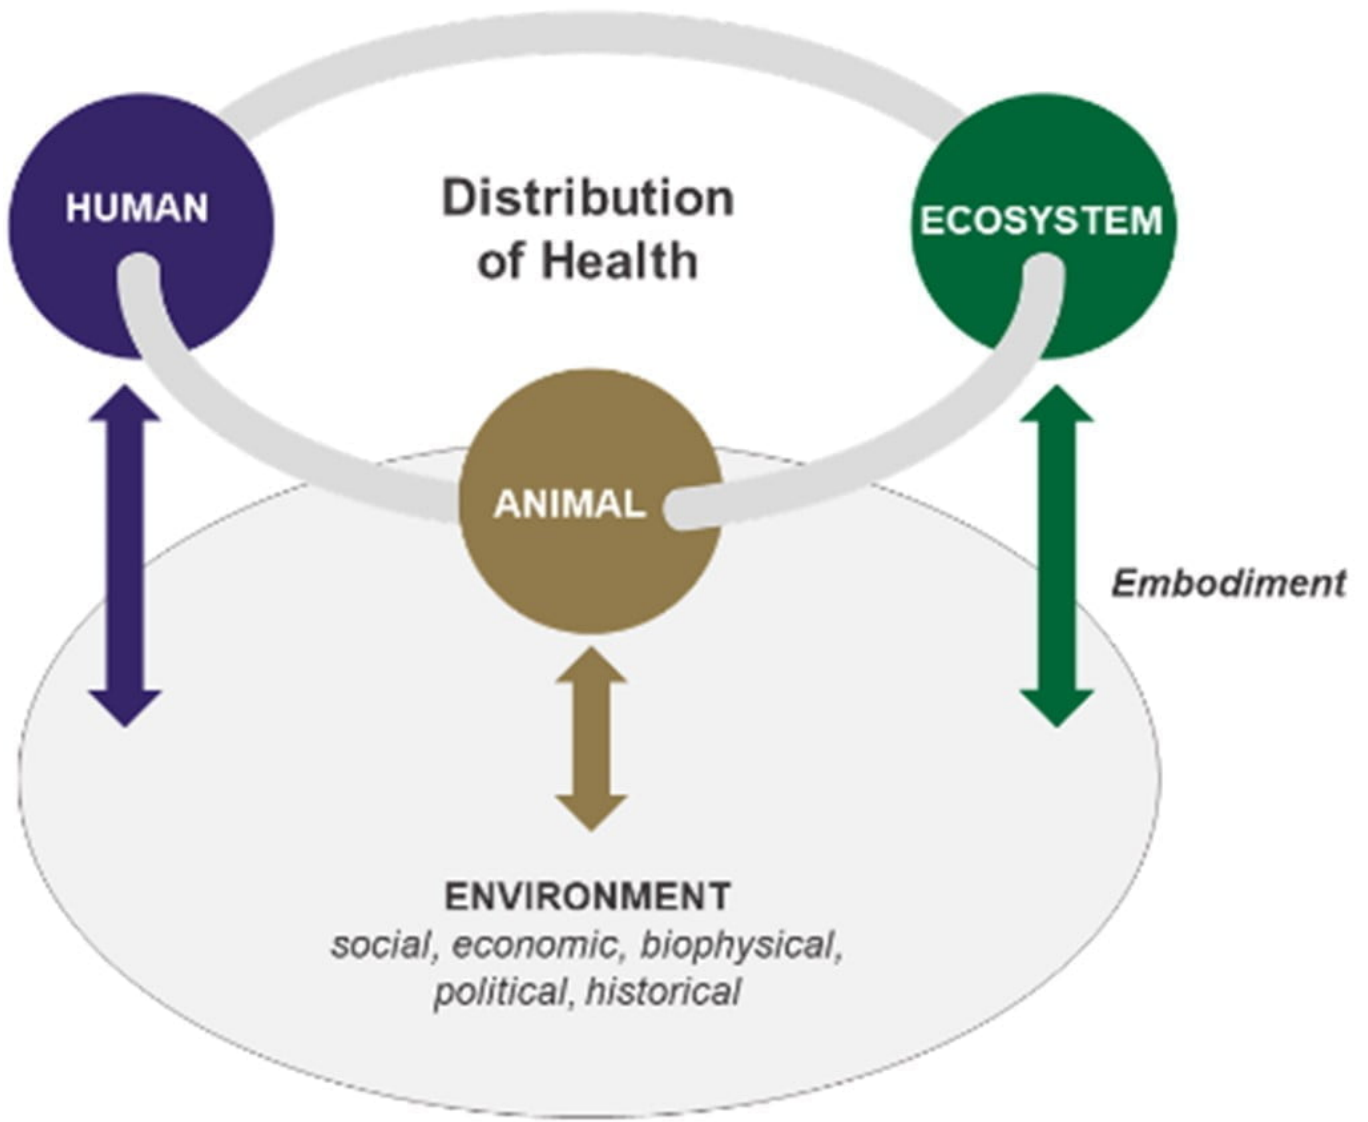 Distribution
of Health
HUMAN
ECOSYSTEM
ANIMAL
Embodiment
ENVIRONMENT
social, economic, biophysical,
political, historical